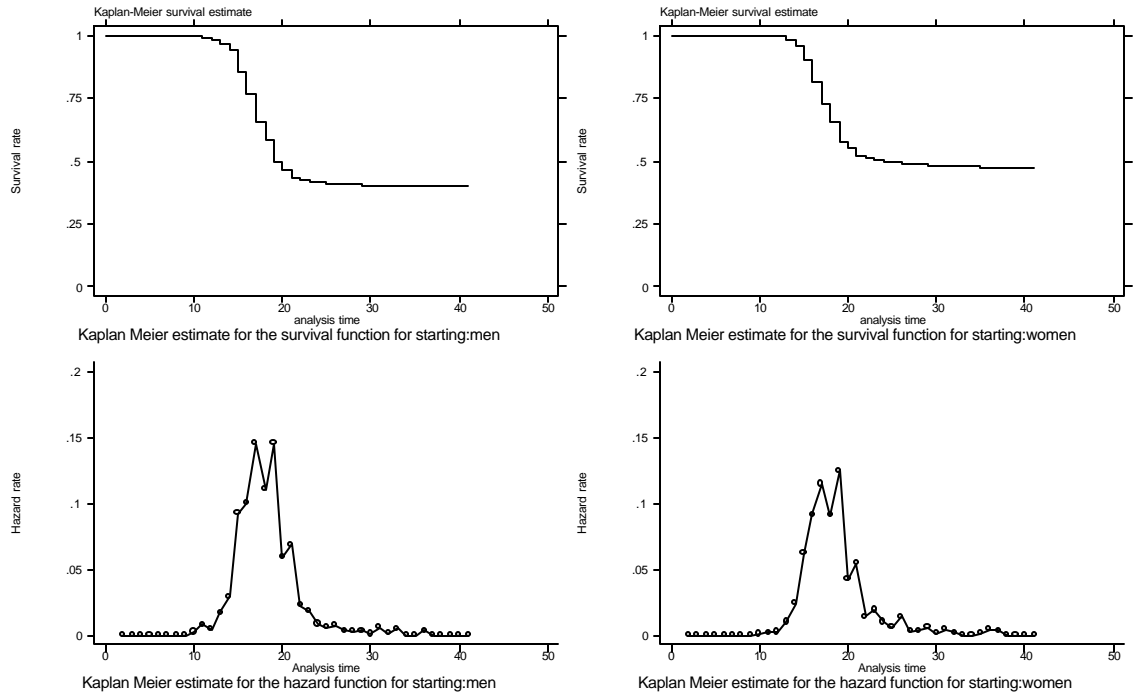 Kaplan-Meier survival estimate
Survival rate
1
.75
.5
.25
0
0 10 20 30 40 50
analysis time
Kaplan Meier estimate for the survival function for starting:men
Kaplan-Meier survival estimate
Survival rate
1
.75
.5
.25
0
0 10 20 30 40 50
analysis time
Kaplan Meier estimate for the survival function for starting:women
Hazard rate
.2
.15
.1
.05
0
0 10 20 30 40 50
Analysis time
Kaplan Meier estimate for the hazard function for starting:men
Hazard rate
.2
.15
.1
.05
0
0 10 20 30 40 50
Analysis time
Kaplan Meier estimate for the hazard function for starting:women